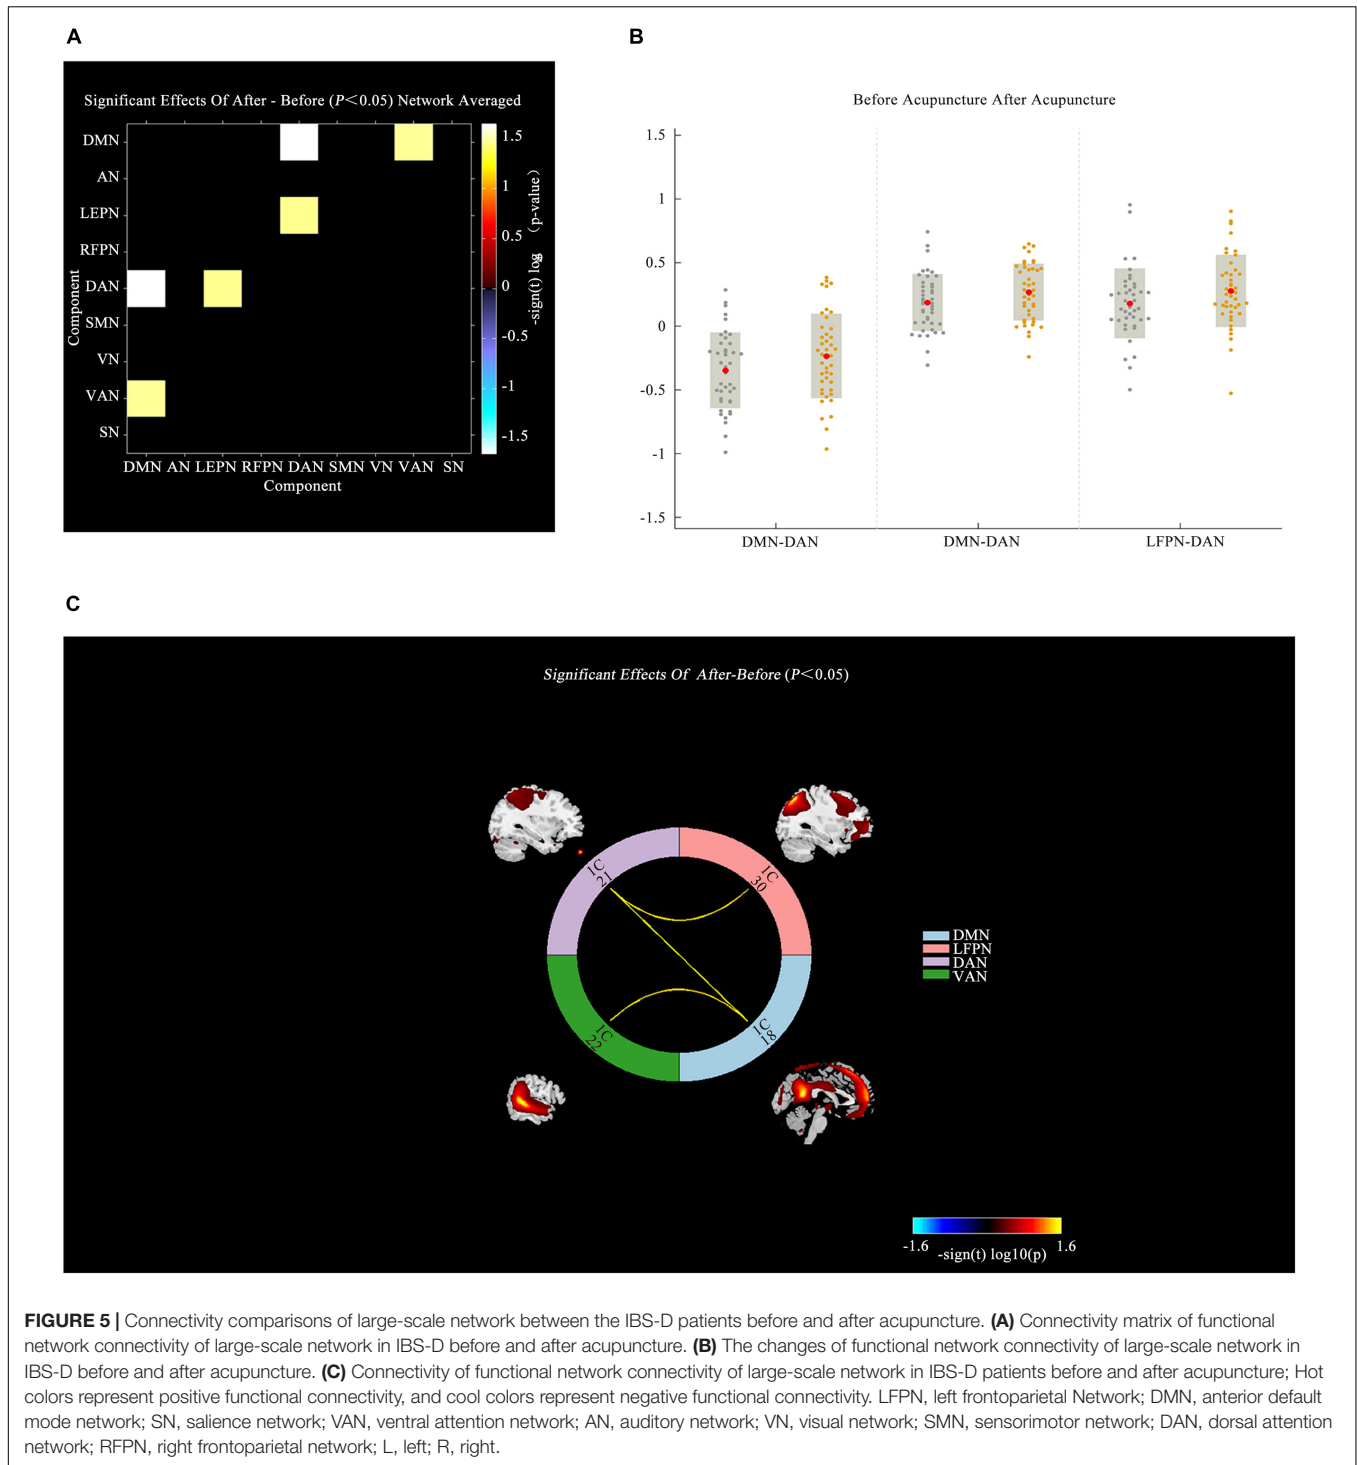 A
Significant Effects Of After - Before (P<0.05) Network Averaged
DMN
AN
LEPN
RFPN
DAN
SMN
VN
VAN
SN
Component
DMN AN LEPN RFPN DAN SMN VN VAN SN
Component
1.5
1
0.5
0
-0.5
-1
-1.5
-sign(t) log (p-value)
B
Before Acupuncture After Acupuncture
1.5
1
0.5
0
-0.5
-1
-1.5
DMN-DAN DMN-DAN LFPN-DAN
C
Significant Effects Of After-Before (P<0.05)
IC
21
IC
30
IC
22
IC
18
DMN
LFPN
DAN
VAN
-1.6 1.6
-sign(t) log10(p)
FIGURE 5 | Connectivity comparisons of large-scale network between the IBS-D patients before and after acupuncture. (A) Connectivity matrix of functional
network connectivity of large-scale network in IBS-D before and after acupuncture. (B) The changes of functional network connectivity of large-scale network in
IBS-D before and after acupuncture. (C) Connectivity of functional network connectivity of large-scale network in IBS-D patients before and after acupuncture; Hot
colors represent positive functional connectivity, and cool colors represent negative functional connectivity. LFPN, left frontoparietal Network; DMN, anterior default
mode network; SN, salience network; VAN, ventral attention network; AN, auditory network; VN, visual network; SMN, sensorimotor network; DAN, dorsal attention
network; RFPN, right frontoparietal network; L, left; R, right.